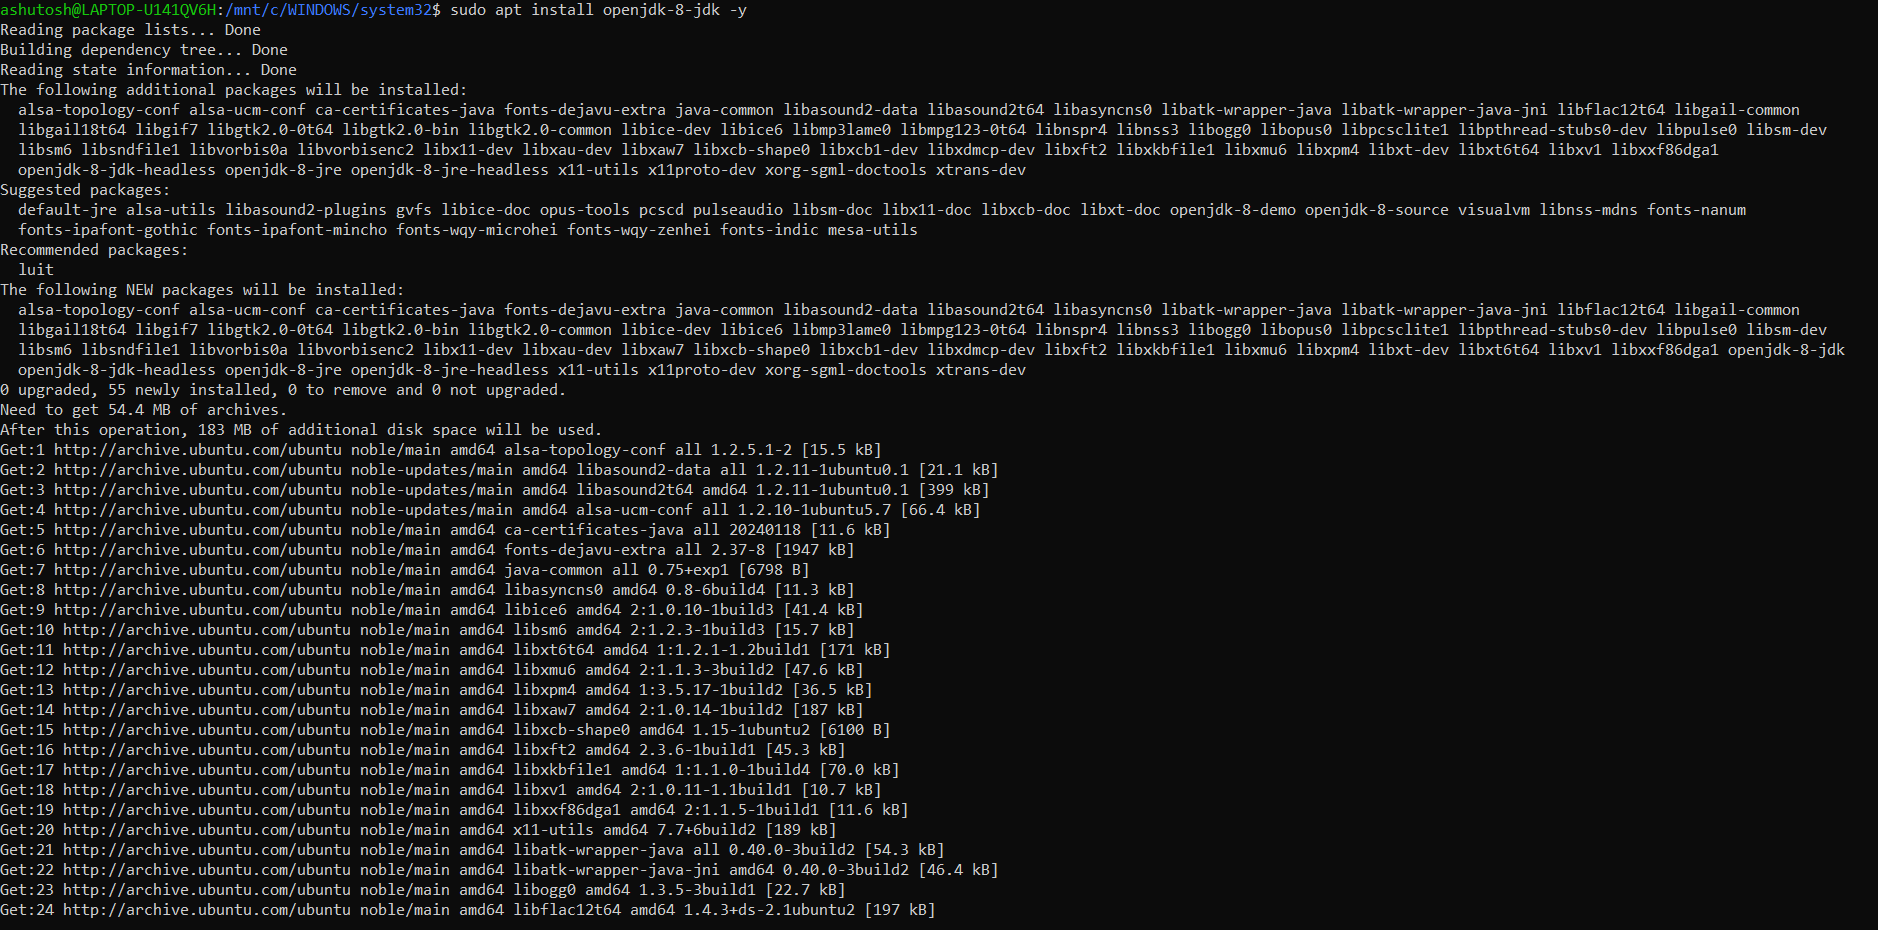 ashutosh@LAPTOP-U141QV6H:/mnt/c/WINDOWS/system32$ sudo apt install openjdk-8-jdk -y
Reading package lists... Done
Building dependency tree... Done
Reading state information... Done
The following additional packages will be installed:
  alsa-topology-conf alsa-ucm-conf ca-certificates-java fonts-dejavu-extra java-common libasound2-data libasound2t64 libasyncns0 libatk-wrapper-java libatk-wrapper-java-jni libflac12t64 libgail-common
  libgail18t64 libgif7 libgtk2.0-0t64 libgtk2.0-bin libgtk2.0-common libice-dev libice6 libmp3lame0 libmpg123-0t64 libnspr4 libnss3 libogg0 libopus0 libpcsclite1 libpthread-stubs0-dev libpulse0 libsm-dev
  libsm6 libsndfile1 libvorbis0a libvorbisenc2 libx11-dev libxau-dev libxaw7 libxcb-shape0 libxcb1-dev libxdmcp-dev libxft2 libxkbfile1 libxmu6 libxpm4 libxt-dev libxt6t64 libxv1 libxxf86dga1
  openjdk-8-jdk-headless openjdk-8-jre openjdk-8-jre-headless x11-utils x11proto-dev xorg-sgml-doctools xtrans-dev
Suggested packages:
  default-jre alsa-utils libasound2-plugins gvfs libice-doc opus-tools pcscd pulseaudio libsm-doc libx11-doc libxcb-doc libxt-doc openjdk-8-demo openjdk-8-source visualvm libnss-mdns fonts-nanum
  fonts-ipafont-gothic fonts-ipafont-mincho fonts-wqy-microhei fonts-wqy-zenhei fonts-indic mesa-utils
Recommended packages:
  luit
The following NEW packages will be installed:
  alsa-topology-conf alsa-ucm-conf ca-certificates-java fonts-dejavu-extra java-common libasound2-data libasound2t64 libasyncns0 libatk-wrapper-java libatk-wrapper-java-jni libflac12t64 libgail-common
  libgail18t64 libgif7 libgtk2.0-0t64 libgtk2.0-bin libgtk2.0-common libice-dev libice6 libmp3lame0 libmpg123-0t64 libnspr4 libnss3 libogg0 libopus0 libpcsclite1 libpthread-stubs0-dev libpulse0 libsm-dev
  libsm6 libsndfile1 libvorbis0a libvorbisenc2 libx11-dev libxau-dev libxaw7 libxcb-shape0 libxcb1-dev libxdmcp-dev libxft2 libxkbfile1 libxmu6 libxpm4 libxt-dev libxt6t64 libxv1 libxxf86dga1 openjdk-8-jdk
  openjdk-8-jdk-headless openjdk-8-jre openjdk-8-jre-headless x11-utils x11proto-dev xorg-sgml-doctools xtrans-dev
0 upgraded, 55 newly installed, 0 to remove and 0 not upgraded.
Need to get 54.4 MB of archives.
After this operation, 183 MB of additional disk space will be used.
Get:1 http://archive.ubuntu.com/ubuntu noble/main amd64 alsa-topology-conf all 1.2.5.1-2 [15.5 kB]
Get:2 http://archive.ubuntu.com/ubuntu noble-updates/main amd64 libasound2-data all 1.2.11-1ubuntu0.1 [21.1 kB]
Get:3 http://archive.ubuntu.com/ubuntu noble-updates/main amd64 libasound2t64 amd64 1.2.11-1ubuntu0.1 [399 kB]
Get:4 http://archive.ubuntu.com/ubuntu noble-updates/main amd64 alsa-ucm-conf all 1.2.10-1ubuntu5.7 [66.4 kB]
Get:5 http://archive.ubuntu.com/ubuntu noble/main amd64 ca-certificates-java all 20240118 [11.6 kB]
Get:6 http://archive.ubuntu.com/ubuntu noble/main amd64 fonts-dejavu-extra all 2.37-8 [1947 kB]
Get:7 http://archive.ubuntu.com/ubuntu noble/main amd64 java-common all 0.75+exp1 [6798 B]
Get:8 http://archive.ubuntu.com/ubuntu noble/main amd64 libasyncns0 amd64 0.8-6build4 [11.3 kB]
Get:9 http://archive.ubuntu.com/ubuntu noble/main amd64 libice6 amd64 2:1.0.10-1build3 [41.4 kB]
Get:10 http://archive.ubuntu.com/ubuntu noble/main amd64 libsm6 amd64 2:1.2.3-1build3 [15.7 kB]
Get:11 http://archive.ubuntu.com/ubuntu noble/main amd64 libxt6t64 amd64 1:1.2.1-1.2build1 [171 kB]
Get:12 http://archive.ubuntu.com/ubuntu noble/main amd64 libxmu6 amd64 2:1.1.3-3build2 [47.6 kB]
Get:13 http://archive.ubuntu.com/ubuntu noble/main amd64 libxpm4 amd64 1:3.5.17-1build2 [36.5 kB]
Get:14 http://archive.ubuntu.com/ubuntu noble/main amd64 libxaw7 amd64 2:1.0.14-1build2 [187 kB]
Get:15 http://archive.ubuntu.com/ubuntu noble/main amd64 libxcb-shape0 amd64 1.15-1ubuntu2 [6100 B]
Get:16 http://archive.ubuntu.com/ubuntu noble/main amd64 libxft2 amd64 2.3.6-1build1 [45.3 kB]
Get:17 http://archive.ubuntu.com/ubuntu noble/main amd64 libxkbfile1 amd64 1:1.1.0-1build4 [70.0 kB]
Get:18 http://archive.ubuntu.com/ubuntu noble/main amd64 libxv1 amd64 2:1.0.11-1.1build1 [10.7 kB]
Get:19 http://archive.ubuntu.com/ubuntu noble/main amd64 libxxf86dga1 amd64 2:1.1.5-1build1 [11.6 kB]
Get:20 http://archive.ubuntu.com/ubuntu noble/main amd64 x11-utils amd64 7.7+6build2 [189 kB]
Get:21 http://archive.ubuntu.com/ubuntu noble/main amd64 libatk-wrapper-java all 0.40.0-3build2 [54.3 kB]
Get:22 http://archive.ubuntu.com/ubuntu noble/main amd64 libatk-wrapper-java-jni amd64 0.40.0-3build2 [46.4 kB]
Get:23 http://archive.ubuntu.com/ubuntu noble/main amd64 libogg0 amd64 1.3.5-3build1 [22.7 kB]
Get:24 http://archive.ubuntu.com/ubuntu noble/main amd64 libflac12t64 amd64 1.4.3+ds-2.1ubuntu2 [197 kB]